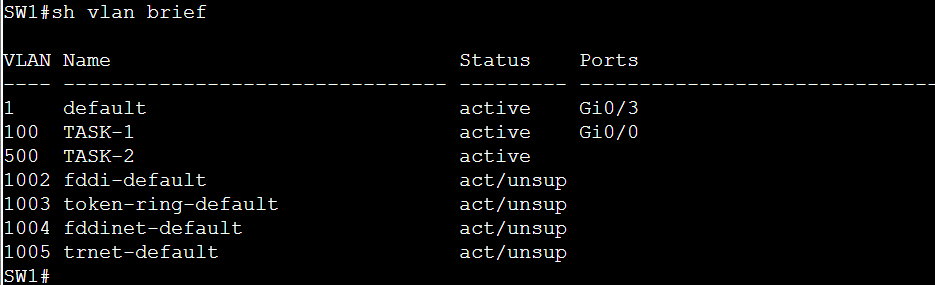 SW1#sh vlan brief
VLAN Name                             Status    Ports
---- -------------------------------- --------- -------------------------------
1    default                          active    Gi0/3
100  TASK-1                           active    Gi0/0
500  TASK-2                           active
1002 fddi-default                     act/unsup
1003 token-ring-default               act/unsup
1004 fddinet-default                  act/unsup
1005 trnet-default                    act/unsup
SW1#